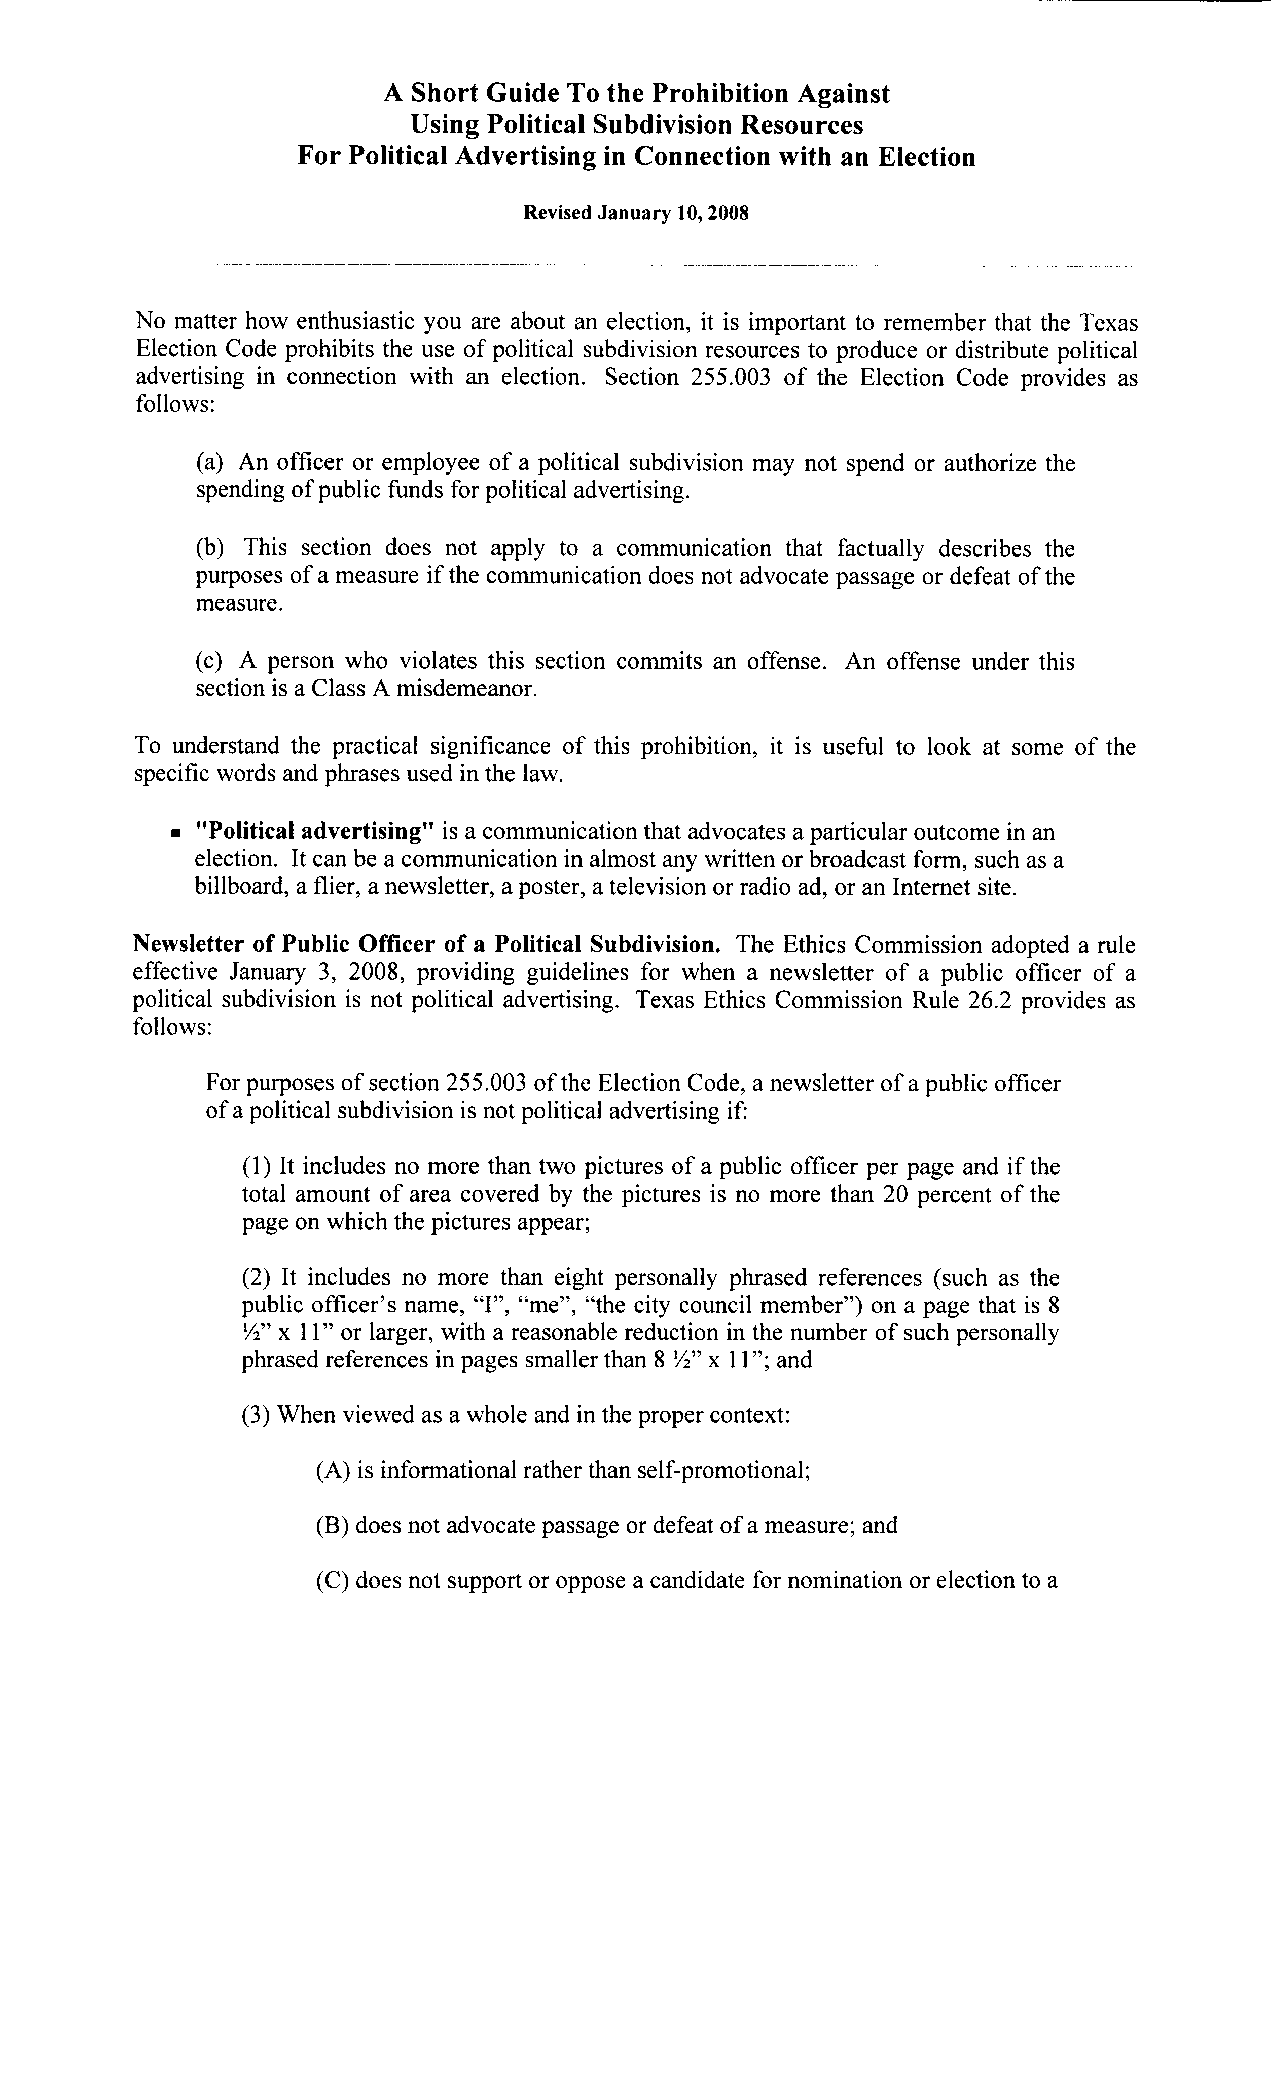 A Short Guide To the Prohibition Against
Using Political Subdivision Resources
For Political Advertising in Connection with an Election
Revised January 10, 2008
No matter how enthusiastic you are about an election, it is important to remember that the Texas
Election Code prohibits the use of political subdivision resources to produce or distribute political
advertising in connection with an election. Section 255.003 of the Election Code provides as
follows:
(a) An officer or employee of a political subdivision may not spend or authorize the
spending of public funds for political advertising.
(b) This section does not apply to a communication that factually describes the
purposes of a measure if the communication does not advocate passage or defeat of the
measure.
(c) A person who violates this section commits an offense. An offense under this
section is a Class A misdemeanor.
To understand the practical significance of this prohibition, it is useful to look at some of the
specific words and phrases used in the law.
▪ "Political advertising" is a communication that advocates a particular outcome in an
election. It can be a communication in almost any written or broadcast form, such as a
billboard, a flier, a newsletter, a poster, a television or radio ad, or an Internet site.
Newsletter of Public Officer of a Political Subdivision. The Ethics Commission adopted a rule
effective January 3, 2008, providing guidelines for when a newsletter of a public officer of a
political subdivision is not political advertising. Texas Ethics Commission Rule 26.2 provides as
follows:
For purposes of section 255.003 of the Election Code, a newsletter of a public officer
of a political subdivision is not political advertising if:
(1) It includes no more than two pictures of a public officer per page and if the
total amount of area covered by the pictures is no more than 20 percent of the
page on which the pictures appear;
(2) It includes no more than eight personally phrased references (such as the
public officer’s name, “I”, “me”, “the city council member”) on a page that is 8
½” x 11” or larger, with a reasonable reduction in the number of such personally
phrased references in pages smaller than 8 ½” x 11”; and
(3) When viewed as a whole and in the proper context:
(A) is informational rather than self-promotional;
(B) does not advocate passage or defeat of a measure; and
(C) does not support or oppose a candidate for nomination or election to a